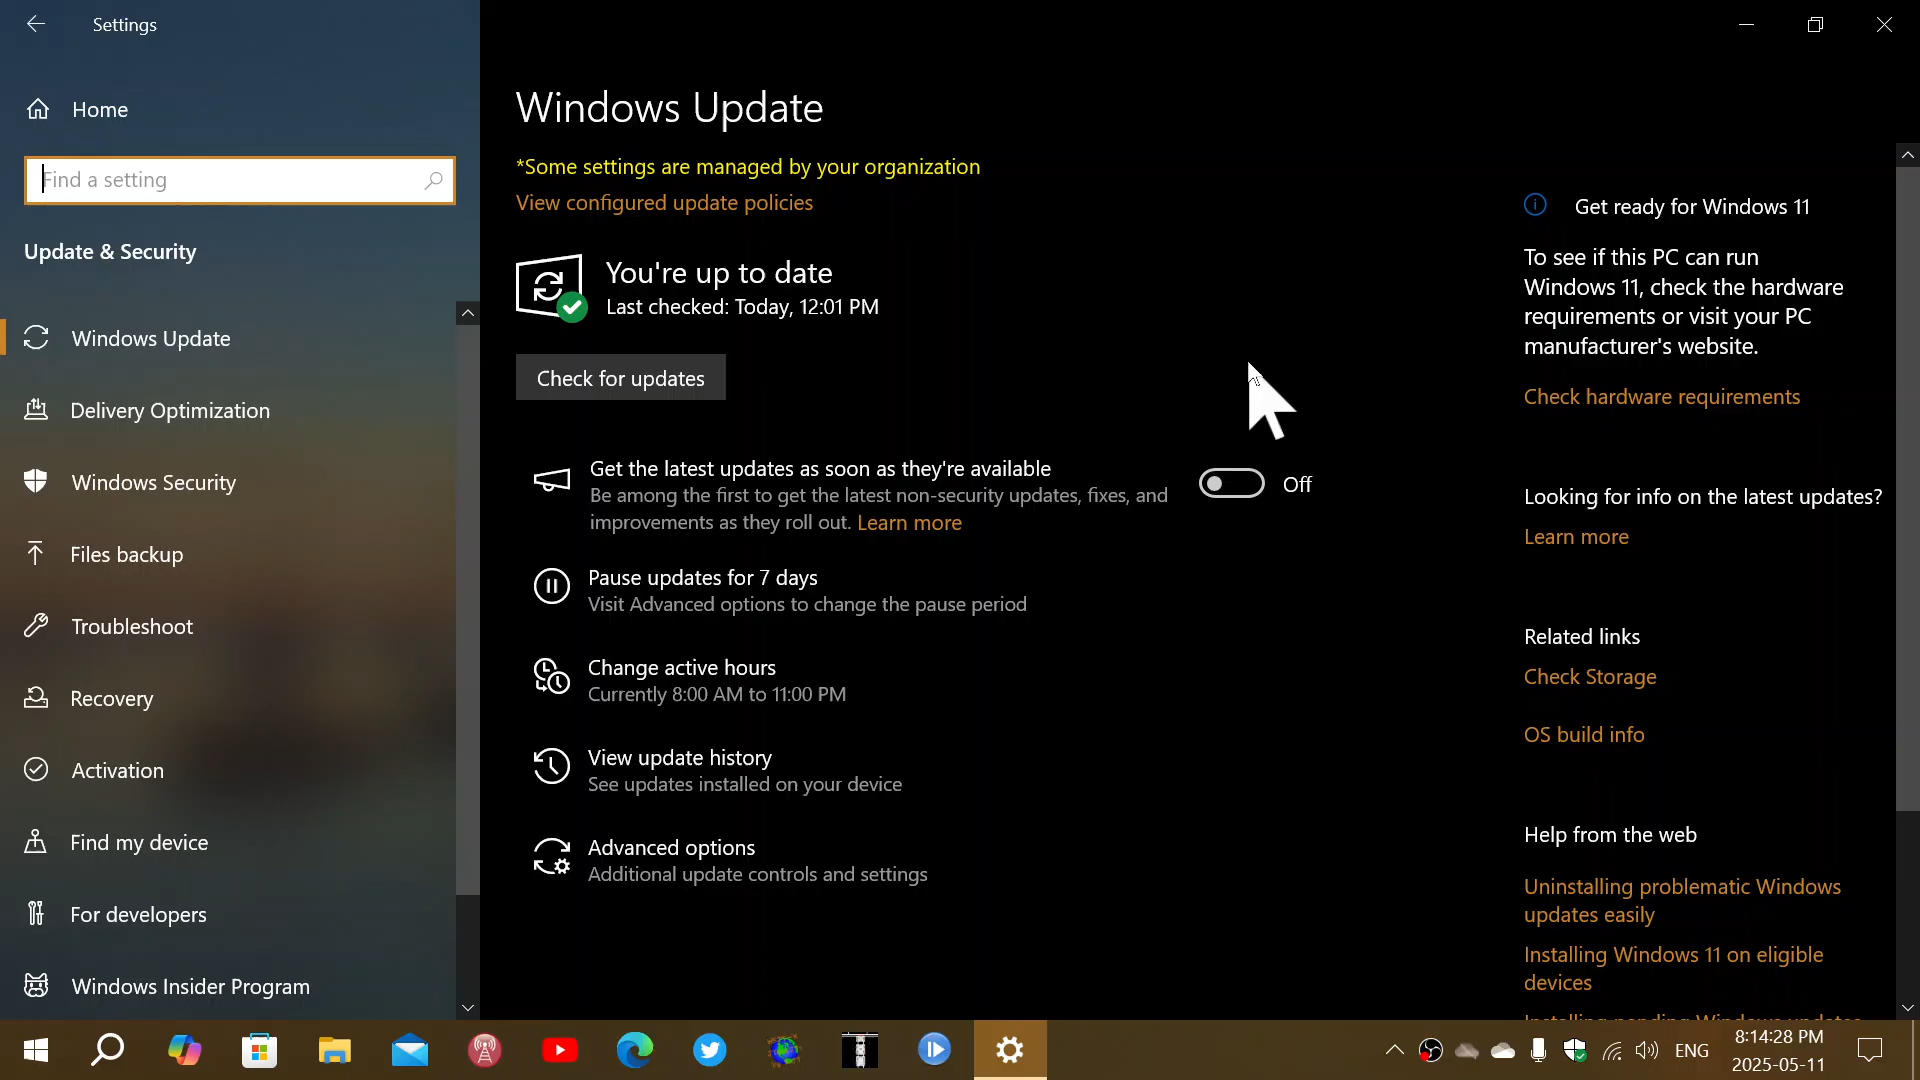 Settings
Home
Find a setting
Update & Security
Windows Update
Delivery Optimization
Windows Security
Files backup
Troubleshoot
Recovery
Activation
Find my device
For developers
Windows Insider Program
Windows Update
*Some settings are managed by your organization
View configured update policies
You're up to date
Last checked: Today, 12:01 PM
Check for updates
Get the latest updates as soon as they're available
Be among the first to get the latest non-security updates, fixes, and
improvements as they roll out. Learn more
Off
Pause updates for 7 days
Visit Advanced options to change the pause period
Change active hours
Currently 8:00 AM to 11:00 PM
View update history
See updates installed on your device
Advanced options
Additional update controls and settings
Get ready for Windows 11
To see if this PC can run
Windows 11, check the hardware
requirements or visit your PC
manufacturer's website.
Check hardware requirements
Looking for info on the latest updates?
Learn more
Related links
Check Storage
OS build info
Help from the web
Uninstalling problematic Windows
updates easily
Installing Windows 11 on eligible
devices
Installing pending Windows updates
ENG
8:14:28 PM
2025-05-11